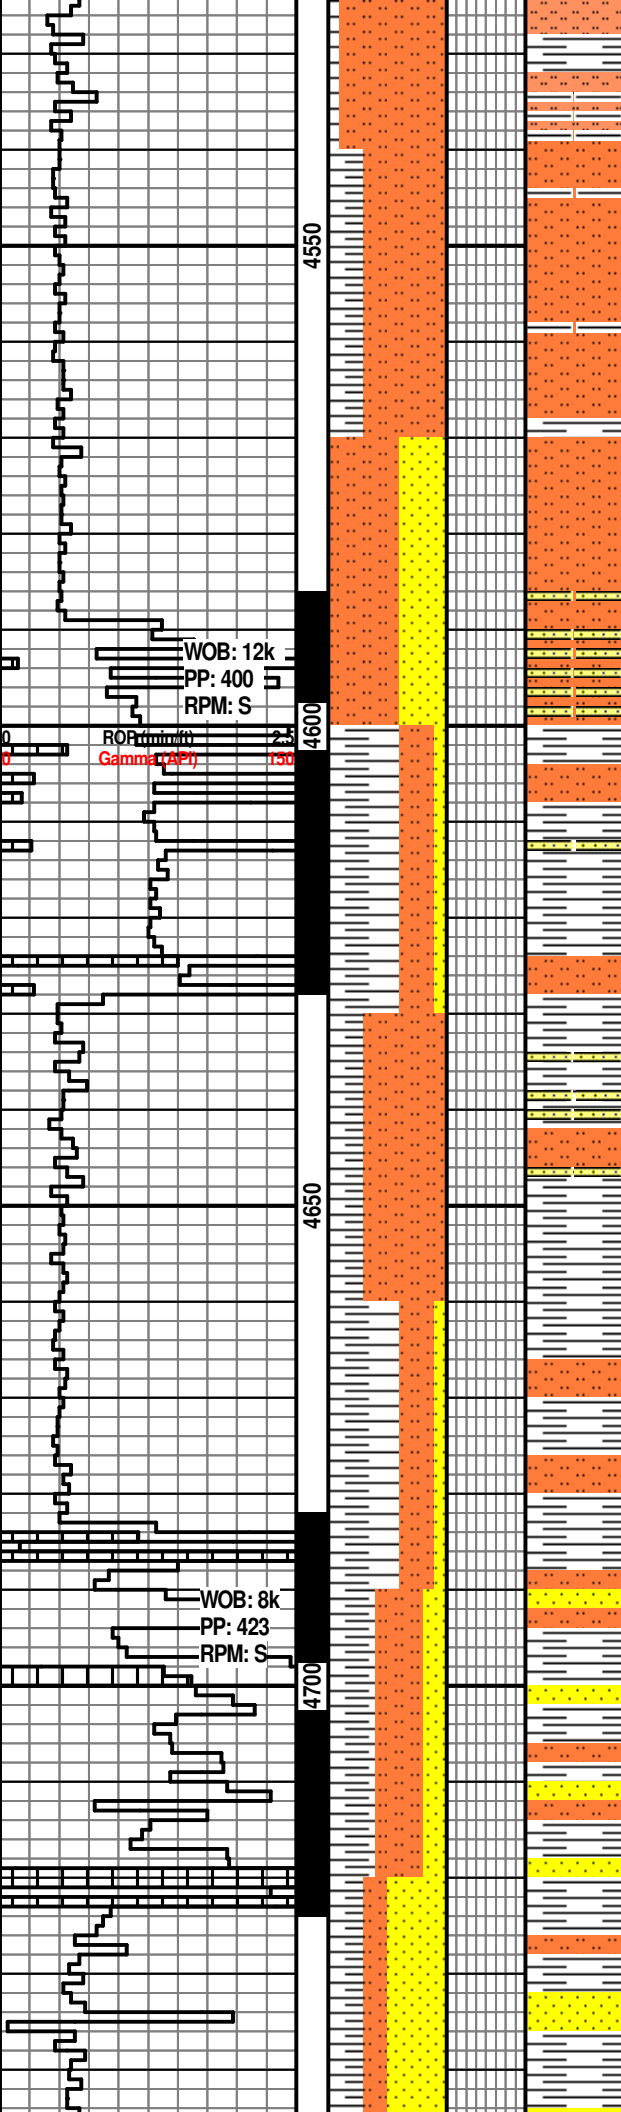 4550
WOB: 12k
PP: 400
RPM: S
4600
0 ROP (min/ft) 2.5
0 Gamma (API) 150
4650
WOB: 8k
PP: 423
RPM: S
4700